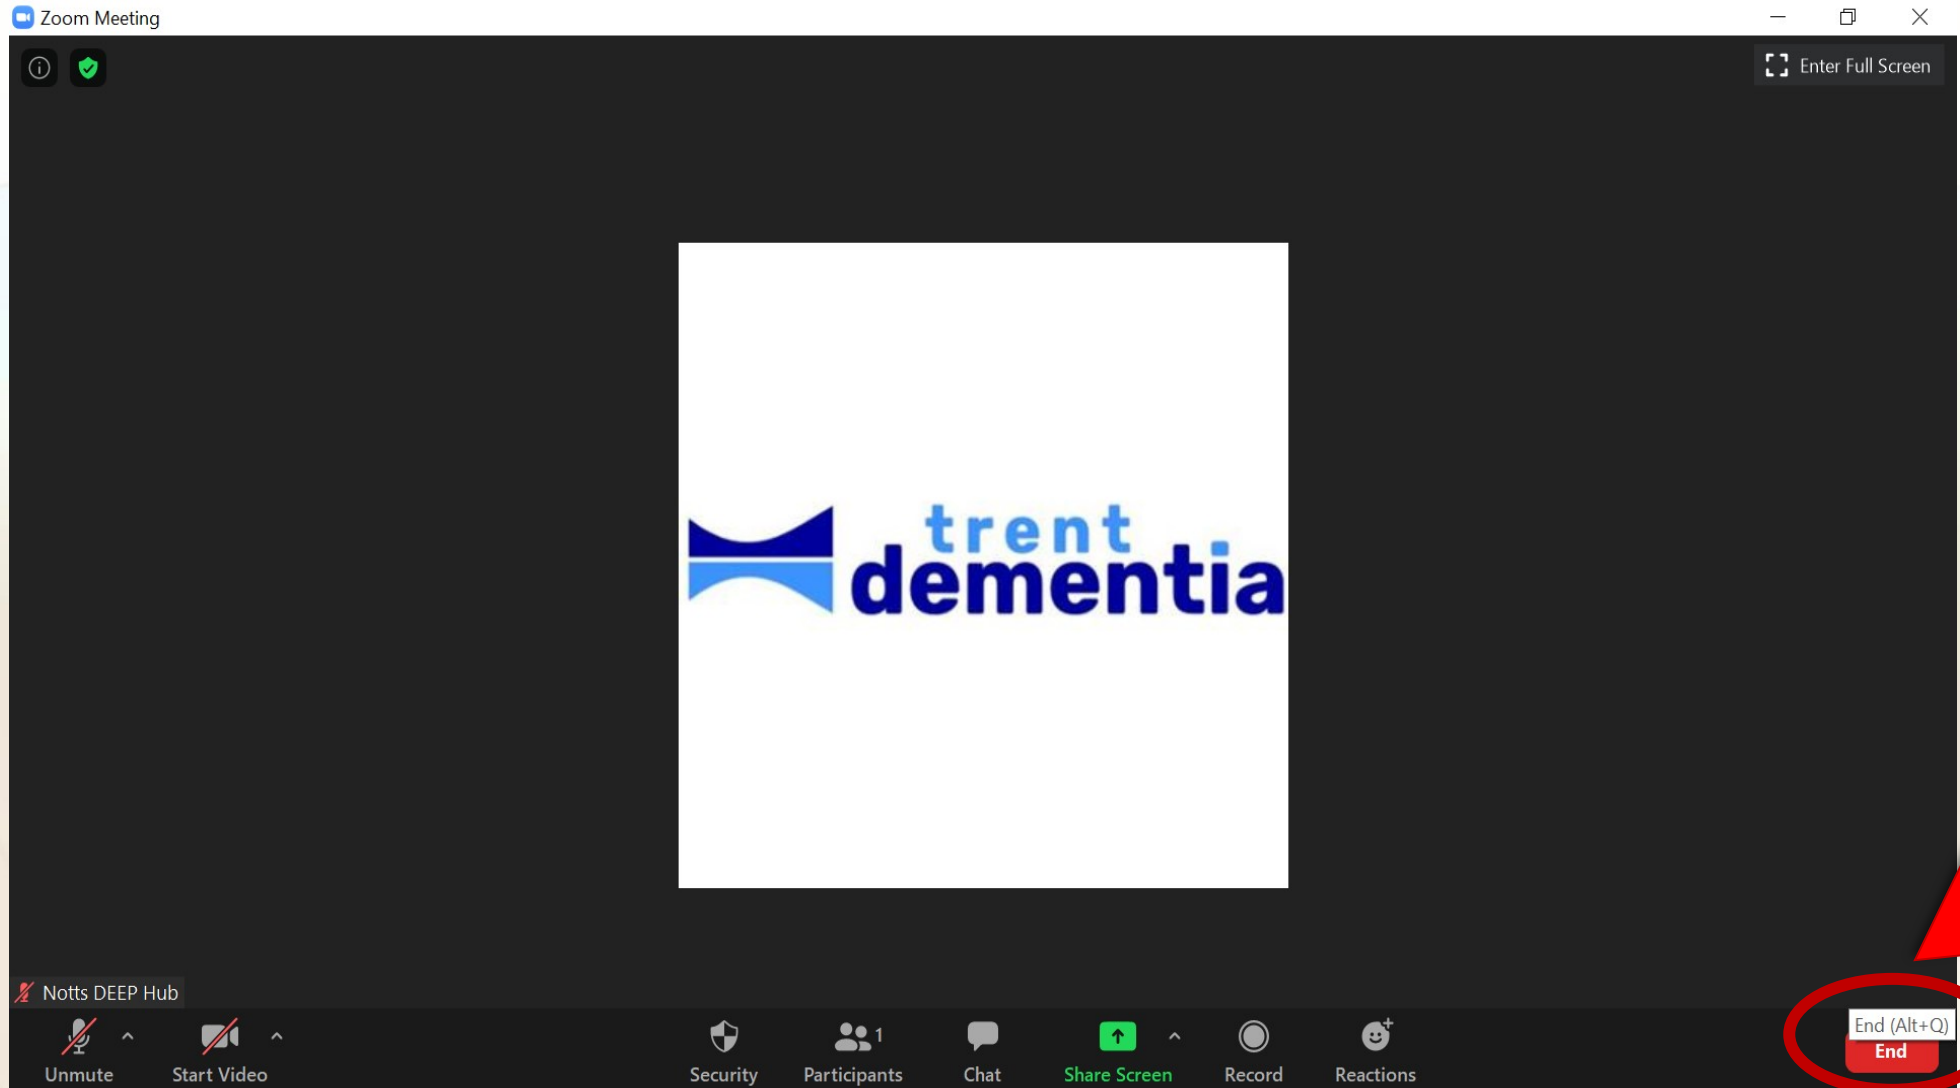 Zoom Meeting
Enter Full Screen
trent
dementia
Notts DEEP Hub
Unmute
Start Video
Security
1
Participants
Chat
Share Screen
Record
Reactions
End (Alt+Q)
End